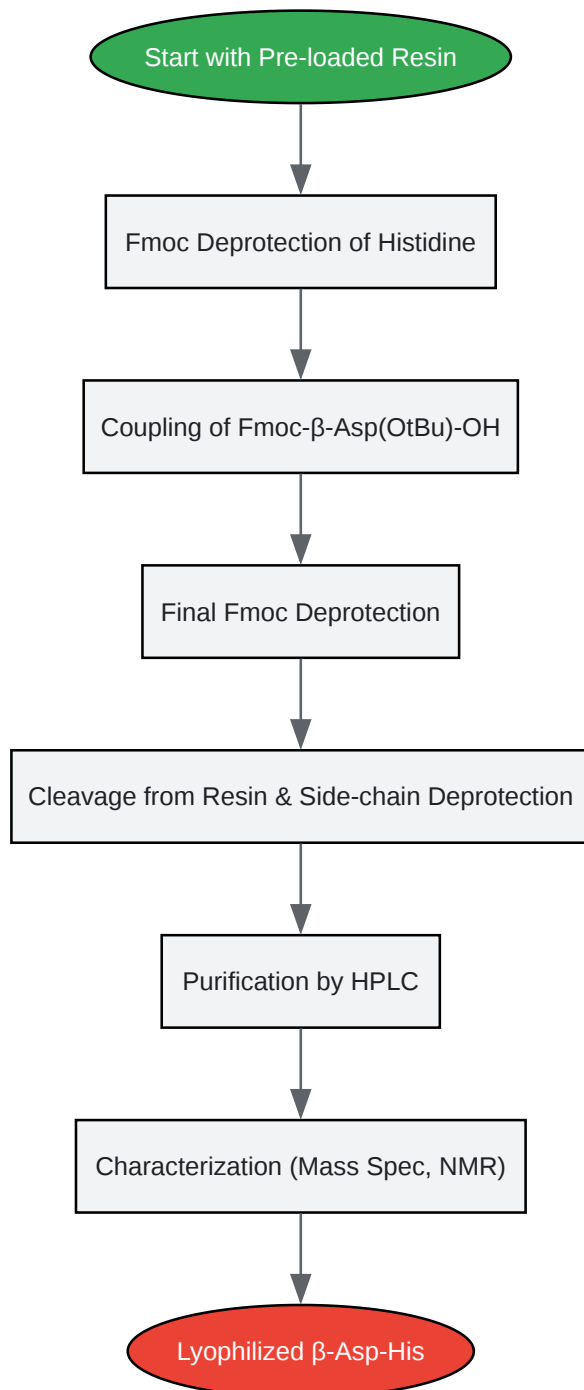 Start with Pre-loaded Resin
Fmoc Deprotection of Histidine
Coupling of Fmoc-β-Asp(OtBu)-OH
Final Fmoc Deprotection
Cleavage from Resin & Side-chain Deprotection
Purification by HPLC
Characterization (Mass Spec, NMR)
Lyophilized β-Asp-His